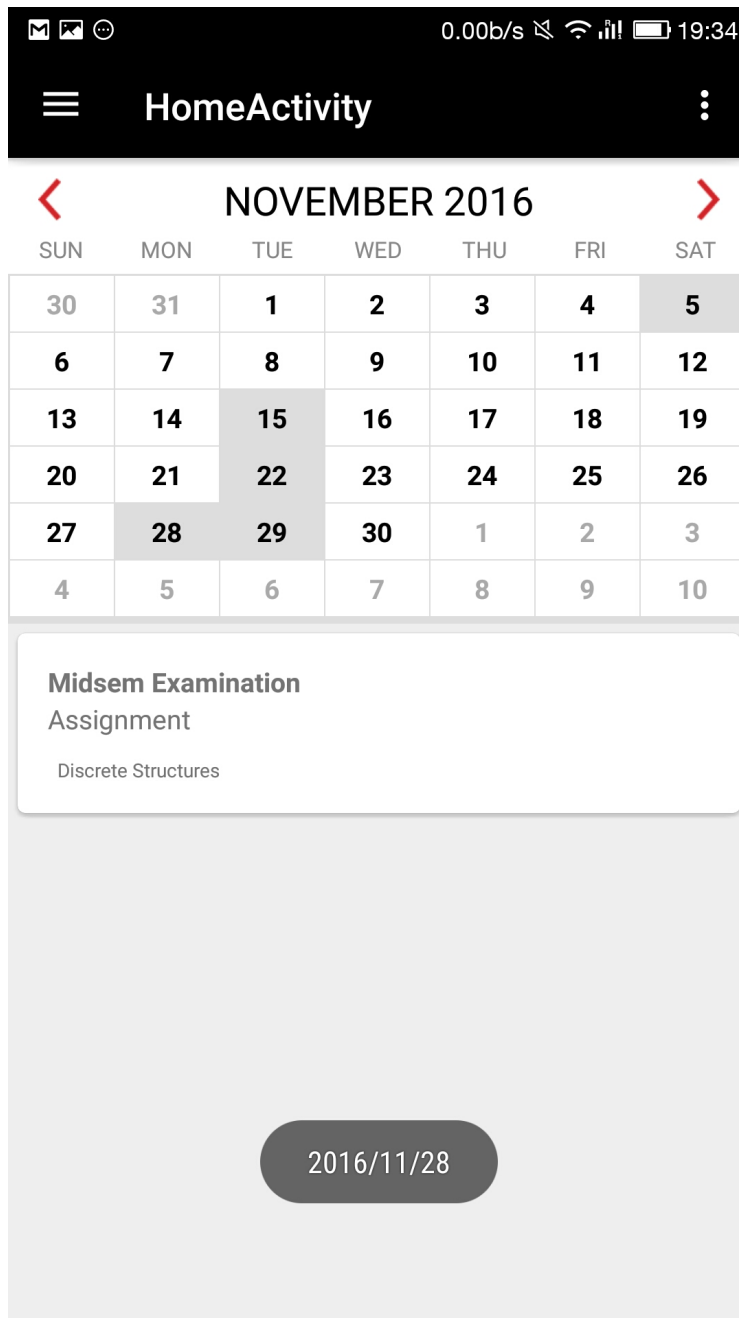 0.00b/s 19:34
HomeActivity
NOVEMBER 2016
SUN MON TUE WED THU FRI SAT
30 31 1 2 3 4 5
6 7 8 9 10 11 12
13 14 15 16 17 18 19
20 21 22 23 24 25 26
27 28 29 30 1 2 3
4 5 6 7 8 9 10
Midsem Examination
Assignment
Discrete Structures
2016/11/28